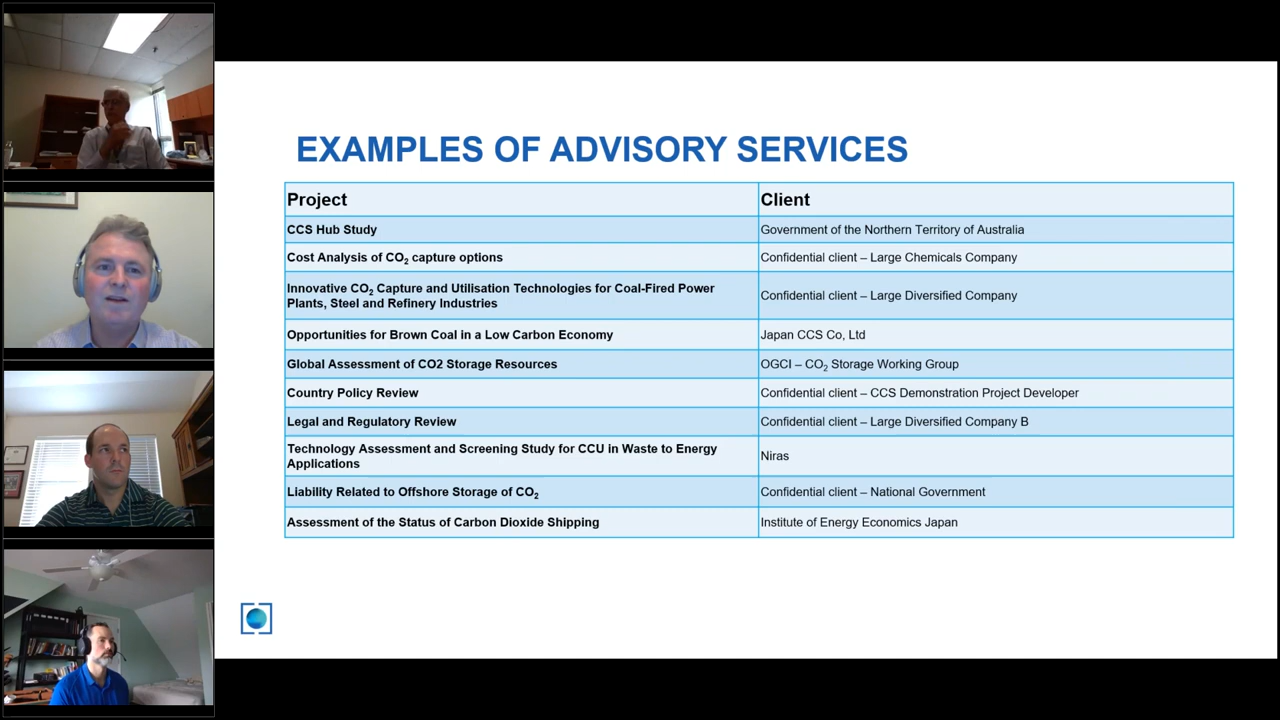 EXAMPLES OF ADVISORY SERVICES
Project
Client
CCS Hub Study
Government of the Northern Territory of Australia
Cost Analysis of CO₂ capture options
Confidential client – Large Chemicals Company
Innovative CO₂ Capture and Utilisation Technologies for Coal-Fired Power
Plants, Steel and Refinery Industries
Confidential client – Large Diversified Company
Opportunities for Brown Coal in a Low Carbon Economy
Japan CCS Co, Ltd
Global Assessment of CO2 Storage Resources
OGCI – CO₂ Storage Working Group
Country Policy Review
Confidential client – CCS Demonstration Project Developer
Legal and Regulatory Review
Confidential client – Large Diversified Company B
Technology Assessment and Screening Study for CCU in Waste to Energy
Applications
Niras
Liability Related to Offshore Storage of CO₂
Confidential client – National Government
Assessment of the Status of Carbon Dioxide Shipping
Institute of Energy Economics Japan